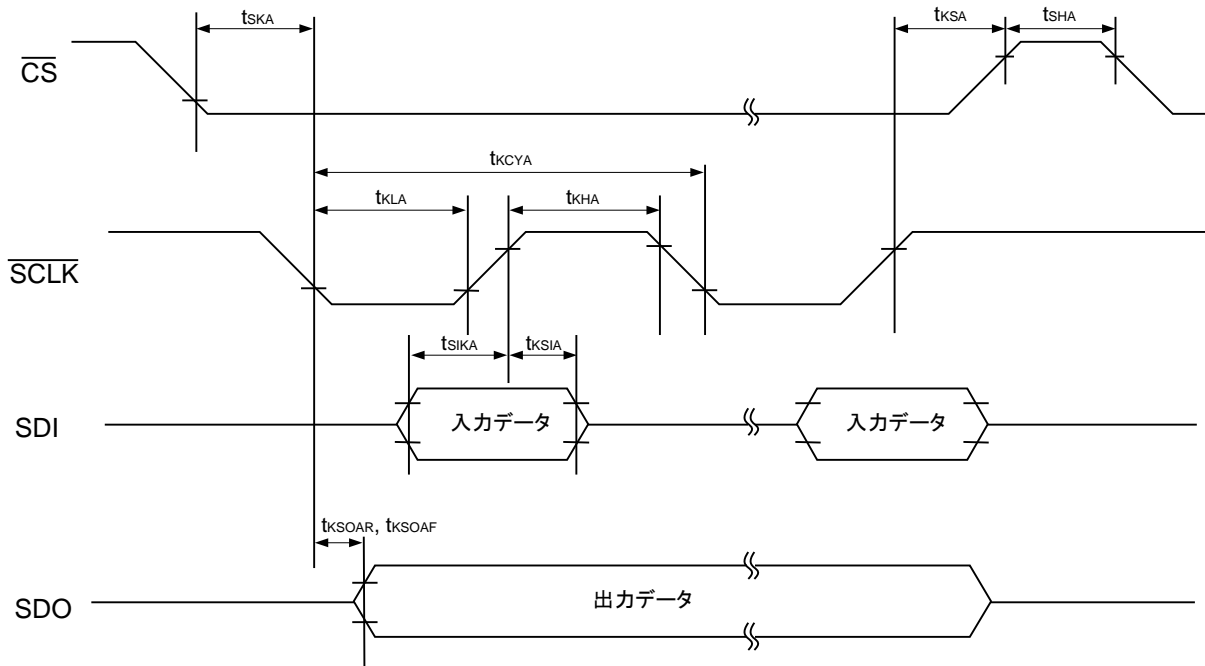 tSKA
tKSA
tSHA
CS
tKCYA
tKLA
tKHA
SCLK
tSIKA
tKSIA
SDI
入力データ
入力データ
tKSOAR, tKSOAF
SDO
出力データ